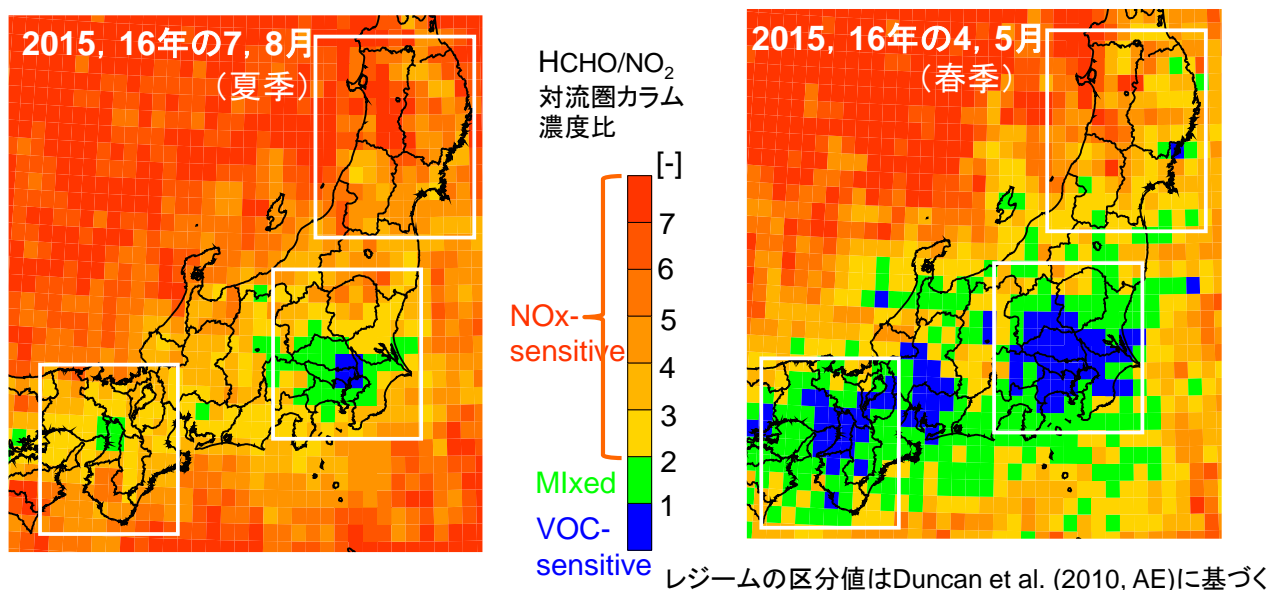 2015, 16年の7, 8月
（夏季）
HCHO/NO2
対流圏カラム
濃度比
[-]
7
6
5
4
3
2
1
NOx-
sensitive
MIxed
VOC-
sensitive
2015, 16年の4, 5月
（春季）
レジームの区分値はDuncan et al. (2010, AE)に基づく